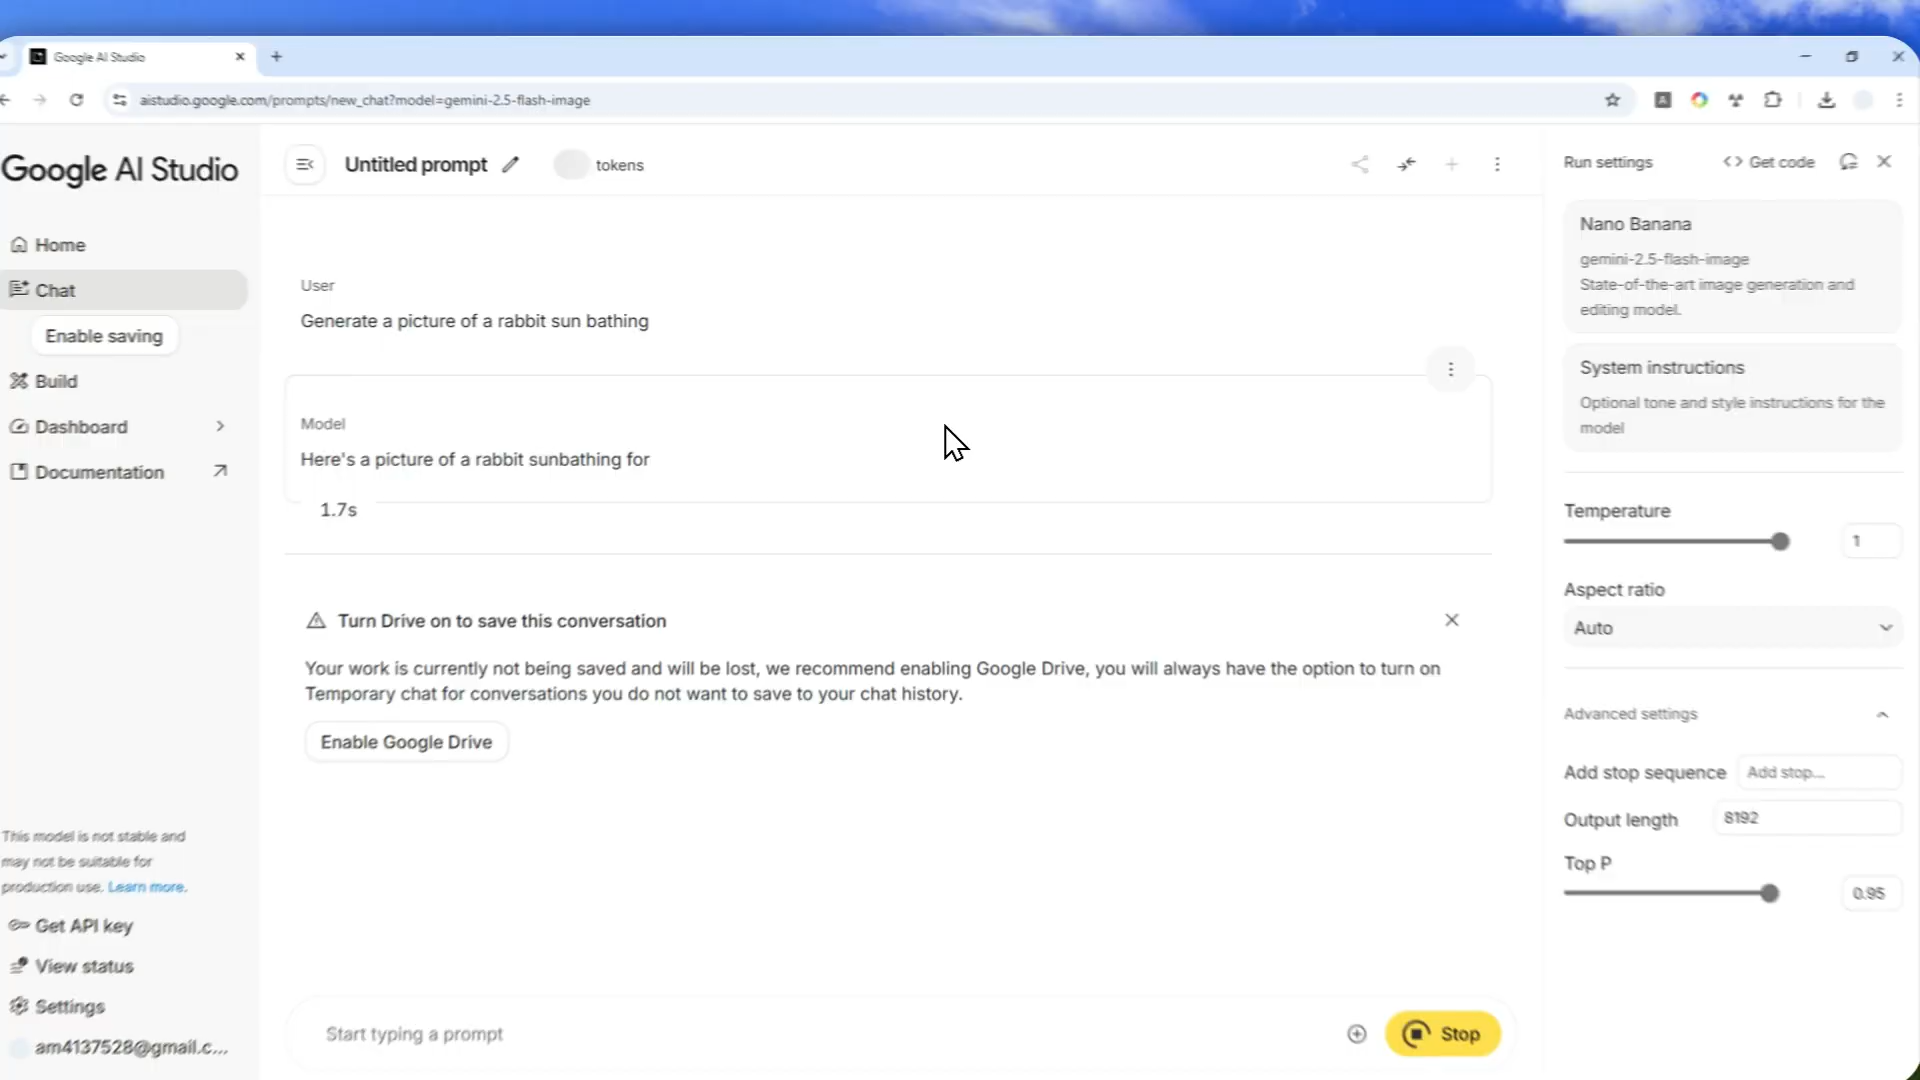 Google AI Studio
aistudio.google.com/prompts/new_chat?model=gemini-2.5-flash-image
Google AI Studio
Home
Chat
Enable saving
Build
Dashboard
Documentation
This model is not stable and
may not be suitable for
production use. Learn more.
Get API key
View status
Settings
am4137528@gmail.c...
Untitled prompt
tokens
User
Generate a picture of a rabbit sun bathing
Model
Here's a picture of a rabbit sunbathing for
1.7s
Turn Drive on to save this conversation
Your work is currently not being saved and will be lost, we recommend enabling Google Drive, you will always have the option to turn on
Temporary chat for conversations you do not want to save to your chat history.
Enable Google Drive
Start typing a prompt
Stop
Run settings
Get code
Nano Banana
gemini-2.5-flash-image
State-of-the-art image generation and
editing model.
System instructions
Optional tone and style instructions for the
model
Temperature
1
Aspect ratio
Auto
Advanced settings
Add stop sequence
Add stop...
Output length
8192
Top P
0.95